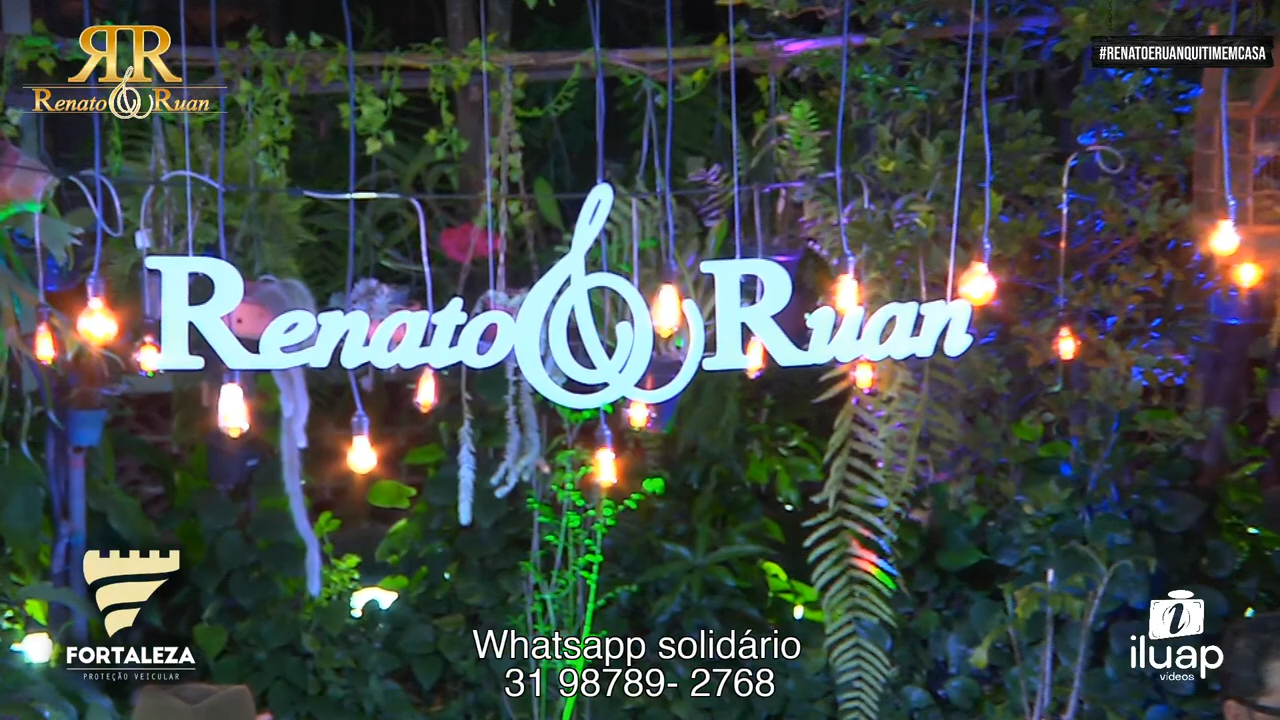 RR
Renato & Ruan
#RENATOERUANQUITIMEMCASA
Renato & Ruan
FORTALEZA
PROTEÇÃO VEICULAR
Whatsapp solidário
31 98789- 2768
iluap
vídeos